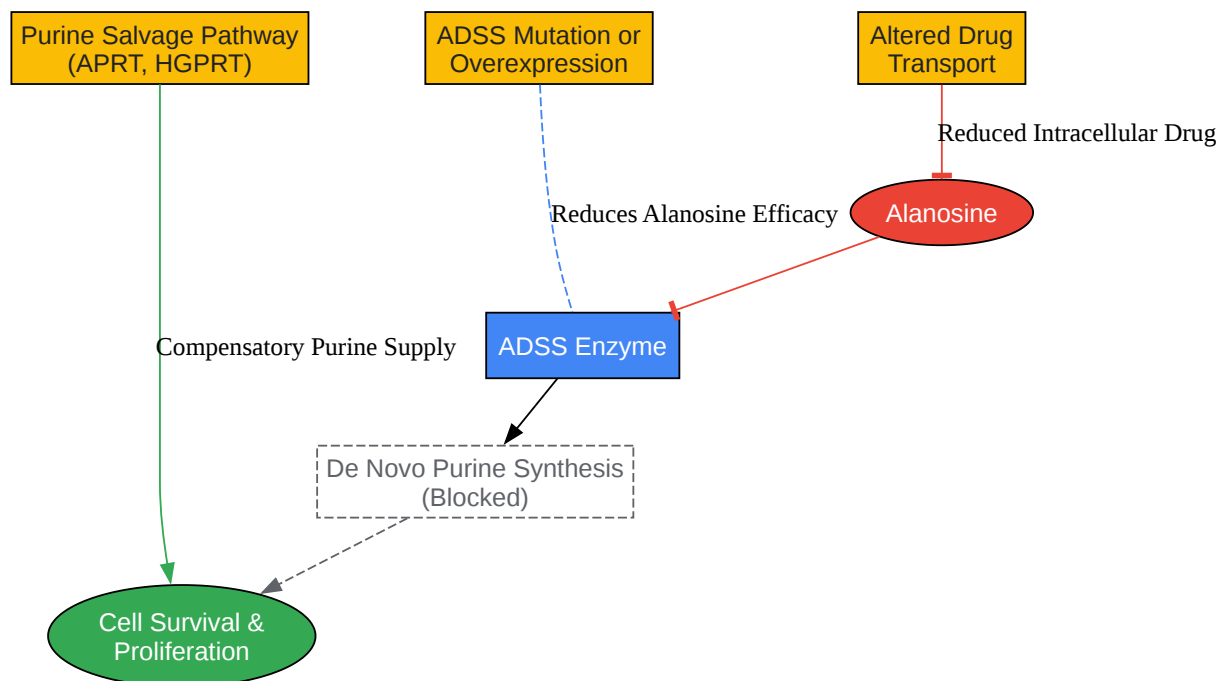 Purine Salvage Pathway
(APRT, HGPRT)
ADSS Mutation or
Overexpression
Altered Drug
Transport
Reduced Intracellular Drug
Reduces Alanosine Efficacy
Alanosine
Compensatory Purine Supply
ADSS Enzyme
De Novo Purine Synthesis
(Blocked)
Cell Survival &
Proliferation